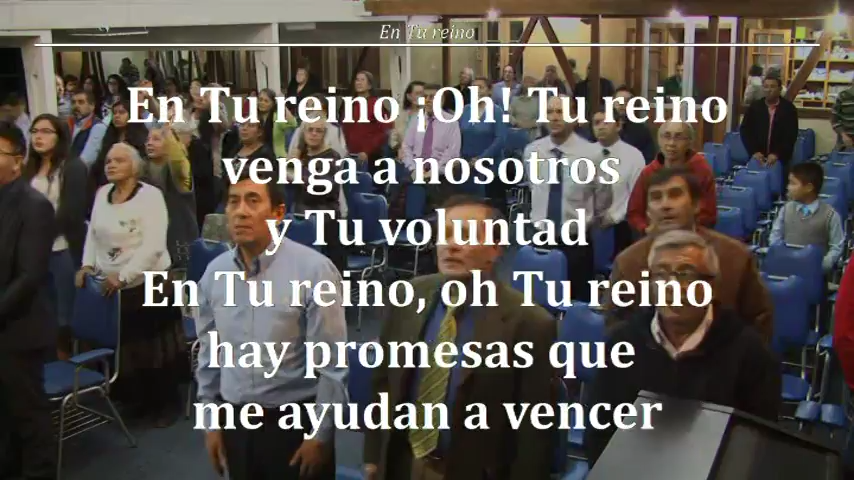 En Tu reino
En Tu reino ¡Oh! Tu reino
venga a nosotros
y Tu voluntad
En Tu reino, oh Tu reino
hay promesas que
me ayudan a vencer